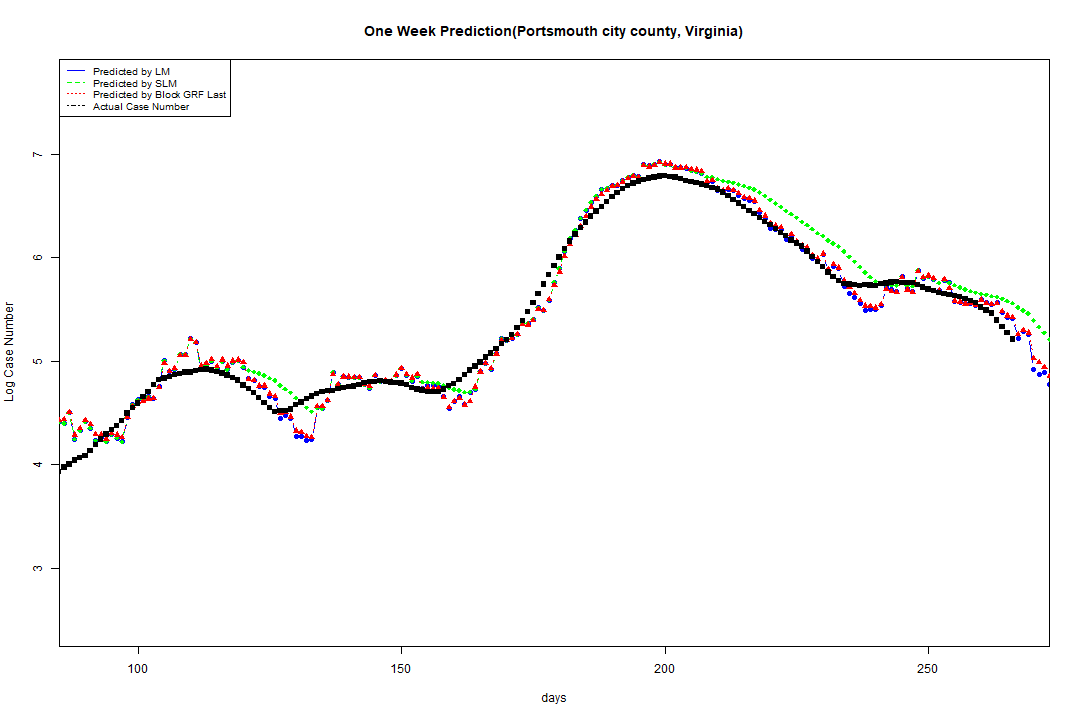 One Week Prediction(Portsmouth city county, Virginia)
Predicted by LM
Predicted by SLM
Predicted by Block GRF Last
Actual Case Number
7
6
5
4
3
Log Case Number
100 150 200 250
days